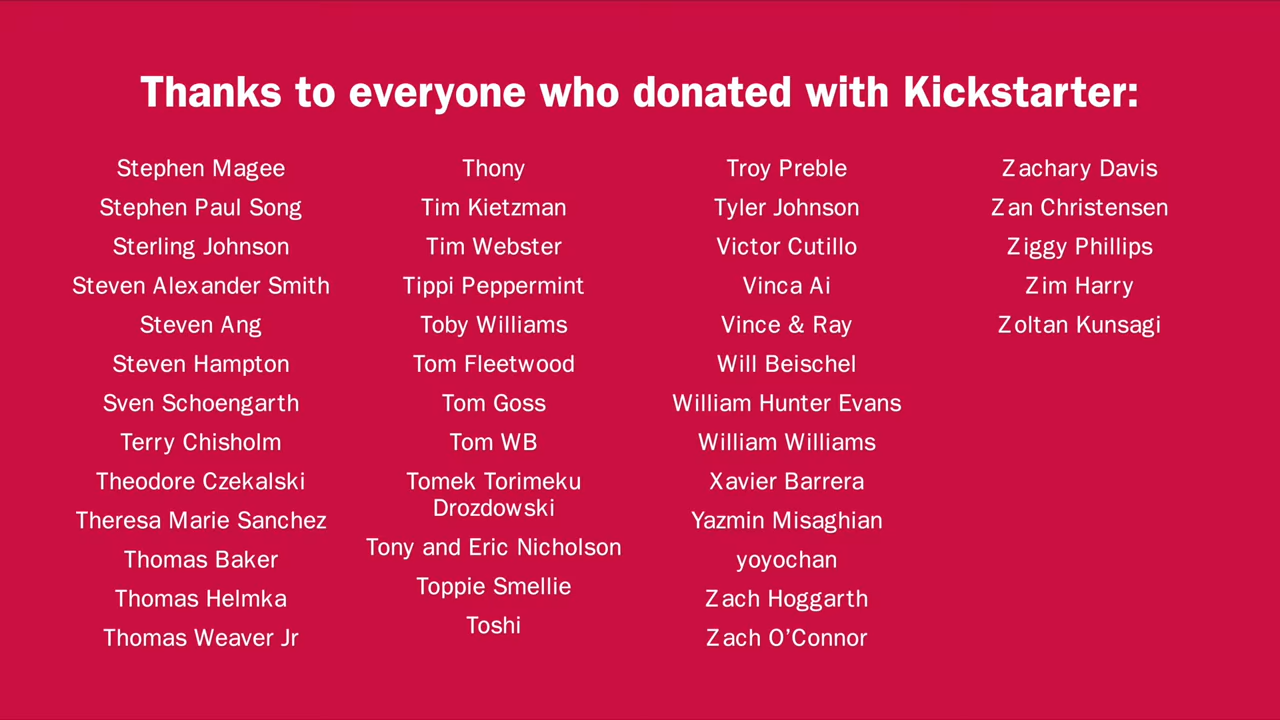 Thanks to everyone who donated with Kickstarter:
Stephen Magee
Stephen Paul Song
Sterling Johnson
Steven Alexander Smith
Steven Ang
Steven Hampton
Sven Schoengarth
Terry Chisholm
Theodore Czekalski
Theresa Marie Sanchez
Thomas Baker
Thomas Helmka
Thomas Weaver Jr
Thony
Tim Kietzman
Tim Webster
Tippi Peppermint
Toby Williams
Tom Fleetwood
Tom Goss
Tom WB
Tomek Torimeku
Drozdowski
Tony and Eric Nicholson
Toppie Smellie
Toshi
Troy Preble
Tyler Johnson
Victor Cutillo
Vinca Ai
Vince & Ray
Will Beischel
William Hunter Evans
William Williams
Xavier Barrera
Yazmin Misaghian
yoyochan
Zach Hoggarth
Zach O’Connor
Zachary Davis
Zan Christensen
Ziggy Phillips
Zim Harry
Zoltan Kunsagi